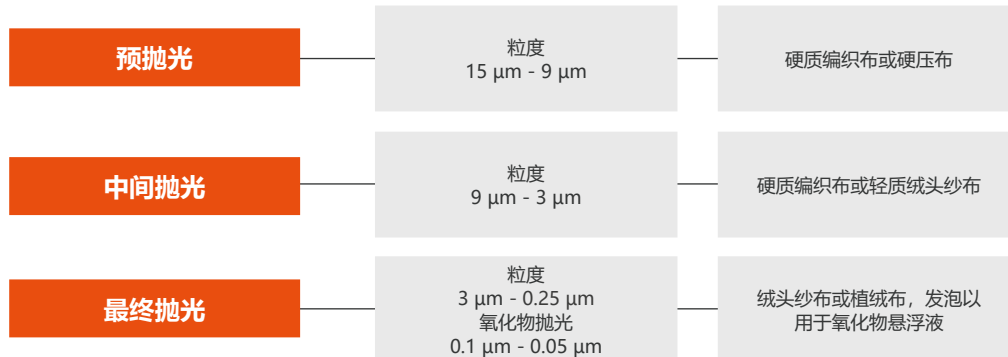 预抛光
粒度
15 µm - 9 µm
硬质编织布或硬压布
中间抛光
粒度
9 µm - 3 µm
硬质编织布或轻质绒头纱布
最终抛光
粒度
3 µm - 0.25 µm
氧化物抛光
0.1 µm - 0.05 µm
绒头纱布或植绒布，发泡以
用于氧化物悬浮液